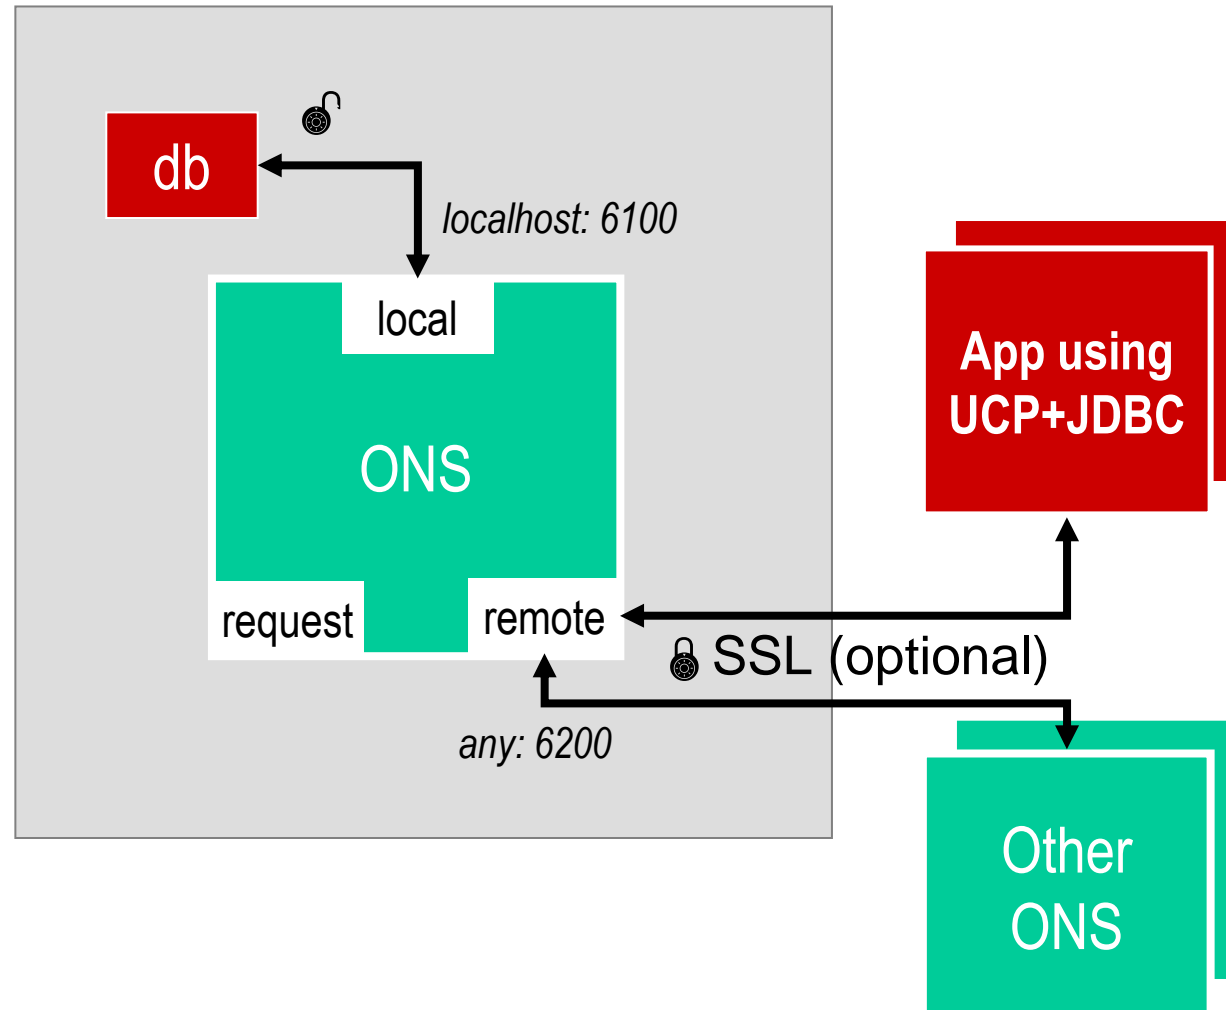 db
localhost: 6100
local
App using
UCP+JDBC
ONS
request
remote
SSL (optional)
any: 6200
Other
ONS